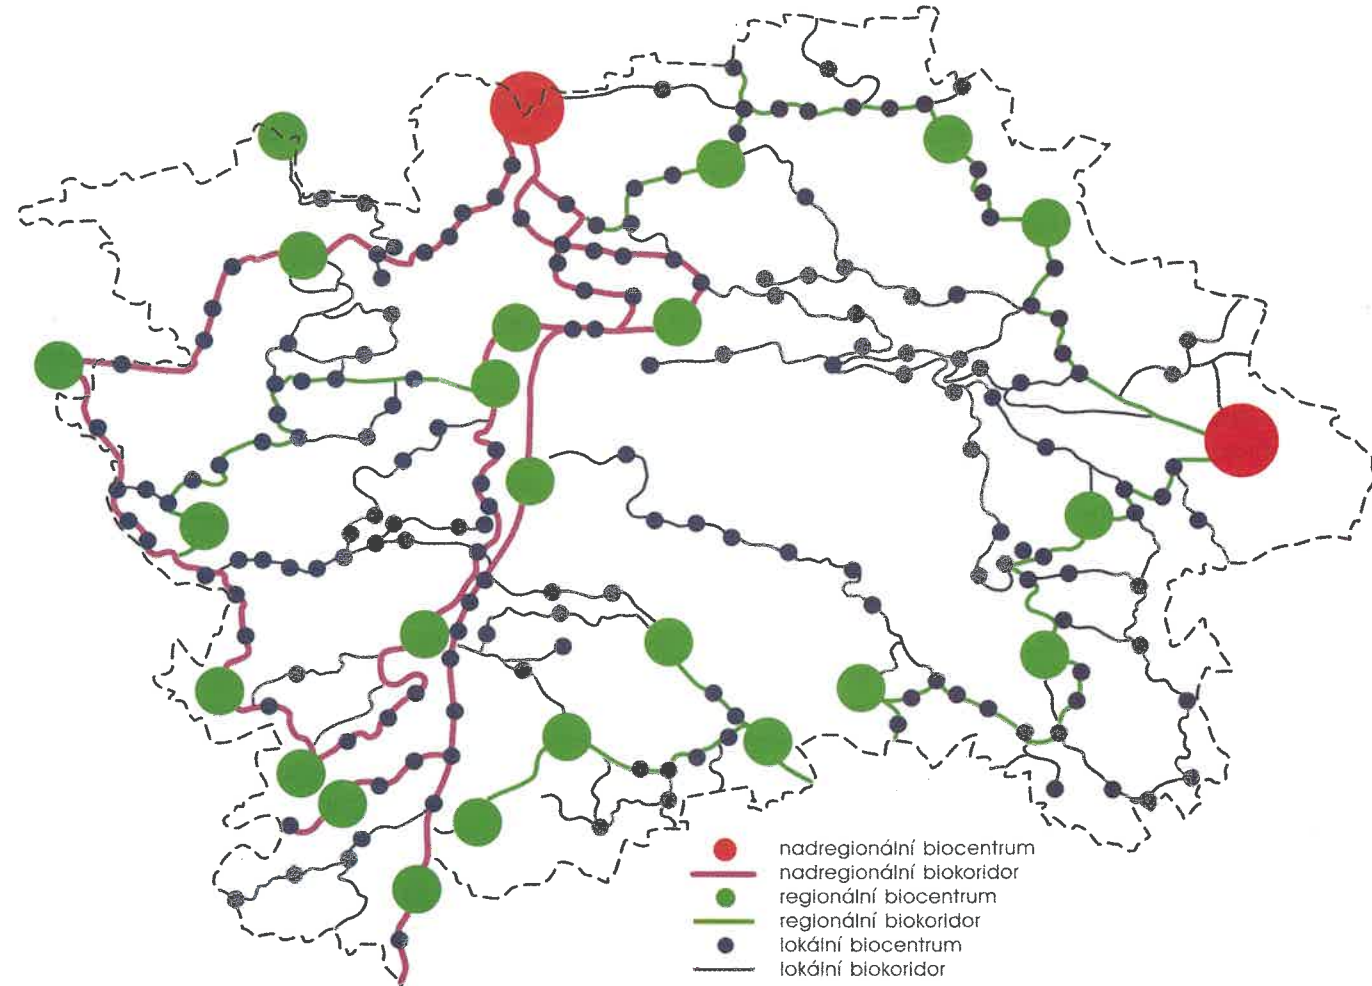 nadregionální biocentrum
nadregionální biokoridor
regionální biocentrum
regionální biokoridor
lokální biocentrum
lokální biokoridor